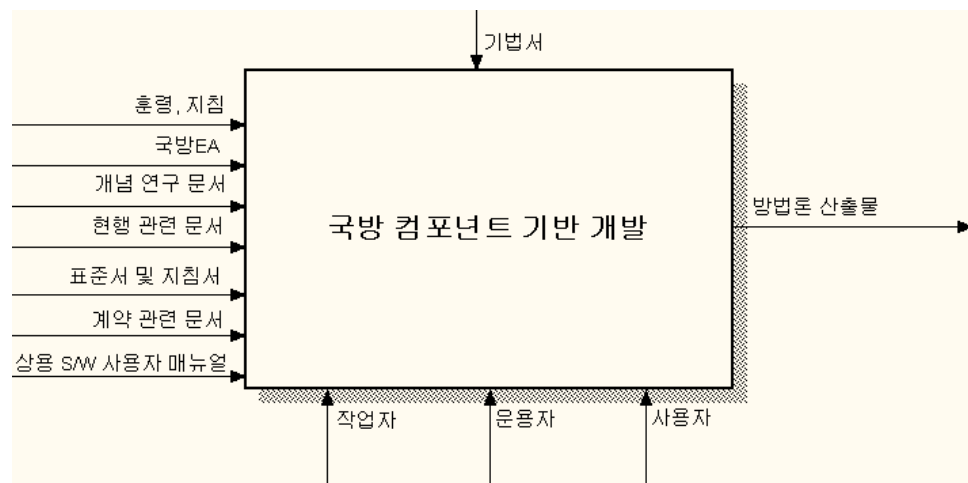 기법서
훈령, 지침
국방EA
개념 연구 문서
현행 관련 문서
표준서 및 지침서
계약 관련 문서
상용 S/W 사용자 매뉴얼
국방 컴포넌트 기반 개발
방법론 산출물
작업자
운용자
사용자